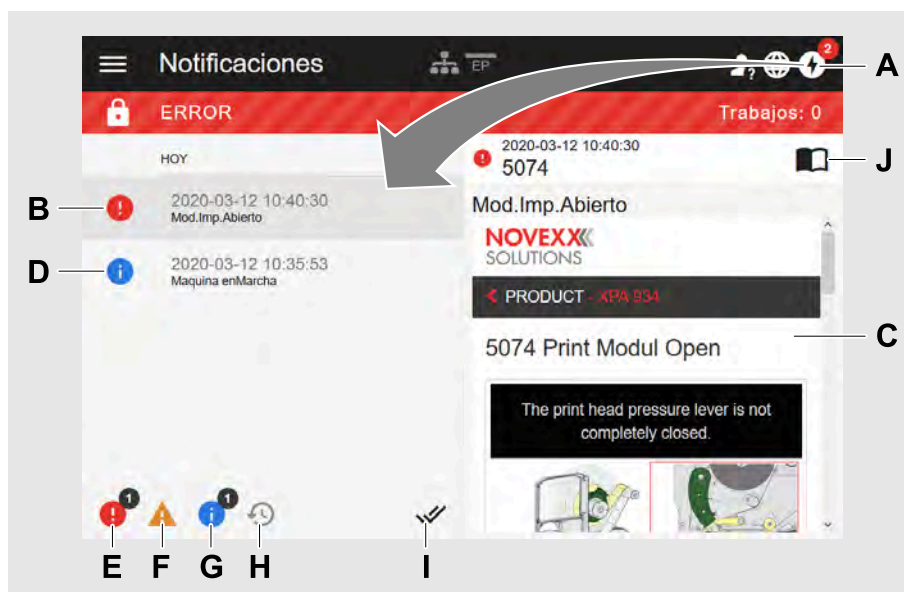 Notificaciones
EP
?
2
A
ERROR
Trabajos: 0
HOY
2020-03-12 10:40:30
5074
J
B
2020-03-12 10:40:30
Mod.Imp.Abierto
Mod.Imp.Abierto
NOVEXX
SOLUTIONS
D
2020-03-12 10:35:53
Maquina enMarcha
PRODUCT - XPA 934
5074 Print Modul Open
C
The print head pressure lever is not
completely closed.
1
1
E
F
G
H
I